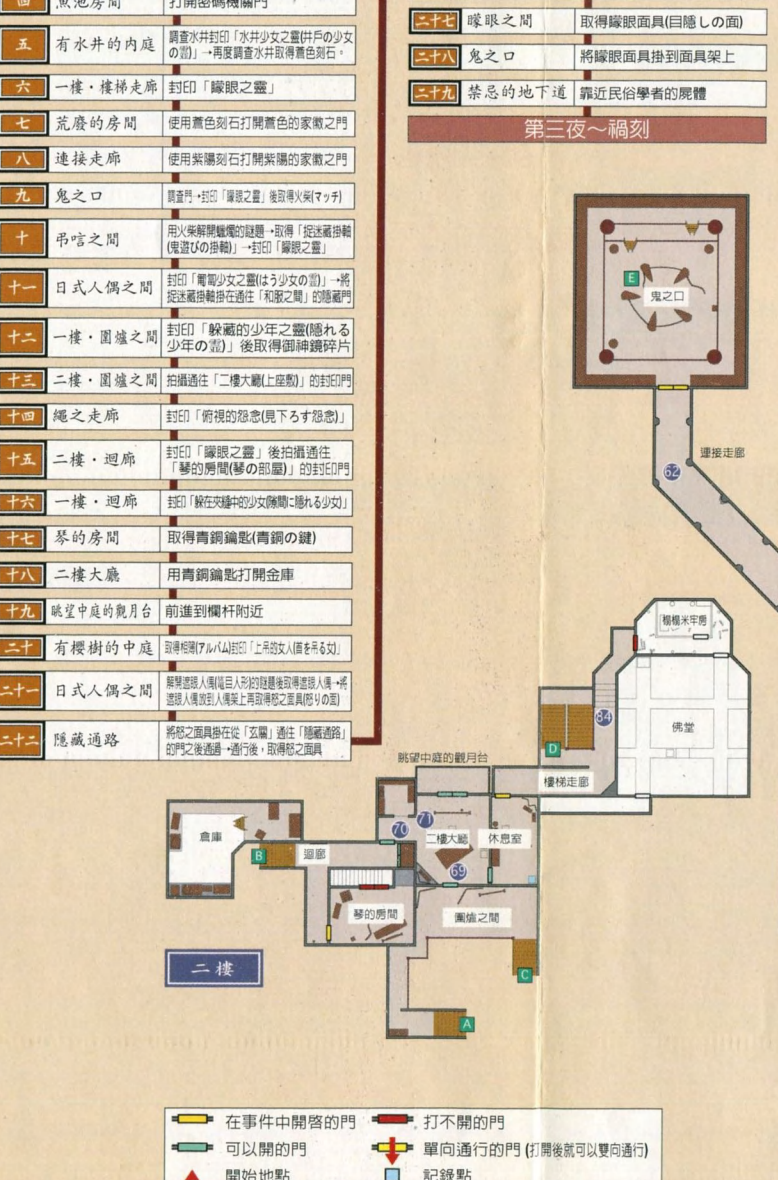 四 魚池房間 打開密碼機關門
五 有水井的內庭 調查水井封印「水井少女之靈(井戶の少女
の霊)」→再度調查水井取得蒼色刻石。
六 一樓・樓梯走廊 封印「矇眼之靈」
七 荒廢的房間 使用蒼色刻石打開蒼色的家徽之門
八 連接走廊 使用紫陽刻石打開紫陽的家徽之門
九 鬼之口 調查門→封印「矇眼之靈」後取得火柴(マッチ)
十 弔唁之間 用火柴解開蠟燭的謎題→取得「捉迷藏掛軸
(鬼遊びの掛軸)」→封印「矇眼之靈」
十一 日式人偶之間 封印「匍匐少女之靈(はう少女の霊)」→將
捉迷藏掛軸掛在通往「和服之間」的隱藏門
十二 一樓・圍爐之間 封印「躲藏的少年之靈(隠れる
少年の霊)」後取得御神鏡碎片
十三 二樓・圍爐之間 拍攝通往「二樓大廳(上座敷)」的封印門
十四 繩之走廊 封印「俯視的怨念(見下ろす怨念)」
十五 二樓・迴廊 封印「矇眼之靈」後拍攝通往
「琴的房間(琴の部屋)」的封印門
十六 一樓・迴廊 封印「躲在夾縫中的少女(隙間に隠れる少女)」
十七 琴的房間 取得青銅鑰匙(青銅の鍵)
十八 二樓大廳 用青銅鑰匙打開金庫
十九 眺望中庭的觀月台 前進到欄杆附近
二十 有櫻樹的中庭 取得相簿(アルバム)封印「上吊的女人(首を吊る女)」
二十一 日式人偶之間 解開遮眼人偶(盲目人形)的謎題後取得遮眼人偶→將
遮眼人偶放到人偶架上再取得怒之面具(怒りの面)
二十二 隱藏通路 將怒之面具掛在從「玄關」通往「隱藏通路」
的門之後通過→通行後，取得怒之面具
二十七 矇眼之間 取得矇眼面具(目隠しの面)
二十八 鬼之口 將矇眼面具掛到面具架上
二十九 禁忌的地下道 靠近民俗學者的屍體
第三夜～禍刻
E
鬼之口
連接走廊
62
榻榻米牢房
84
佛堂
D
眺望中庭的觀月台
樓梯走廊
倉庫
70
71
二樓大廳
休息室
B
迴廊
69
琴的房間
圍爐之間
二樓
C
A
在事件中開啓的門 打不開的門
可以開的門 單向通行的門 (打開後就可以雙向通行)
開始地點 記錄點